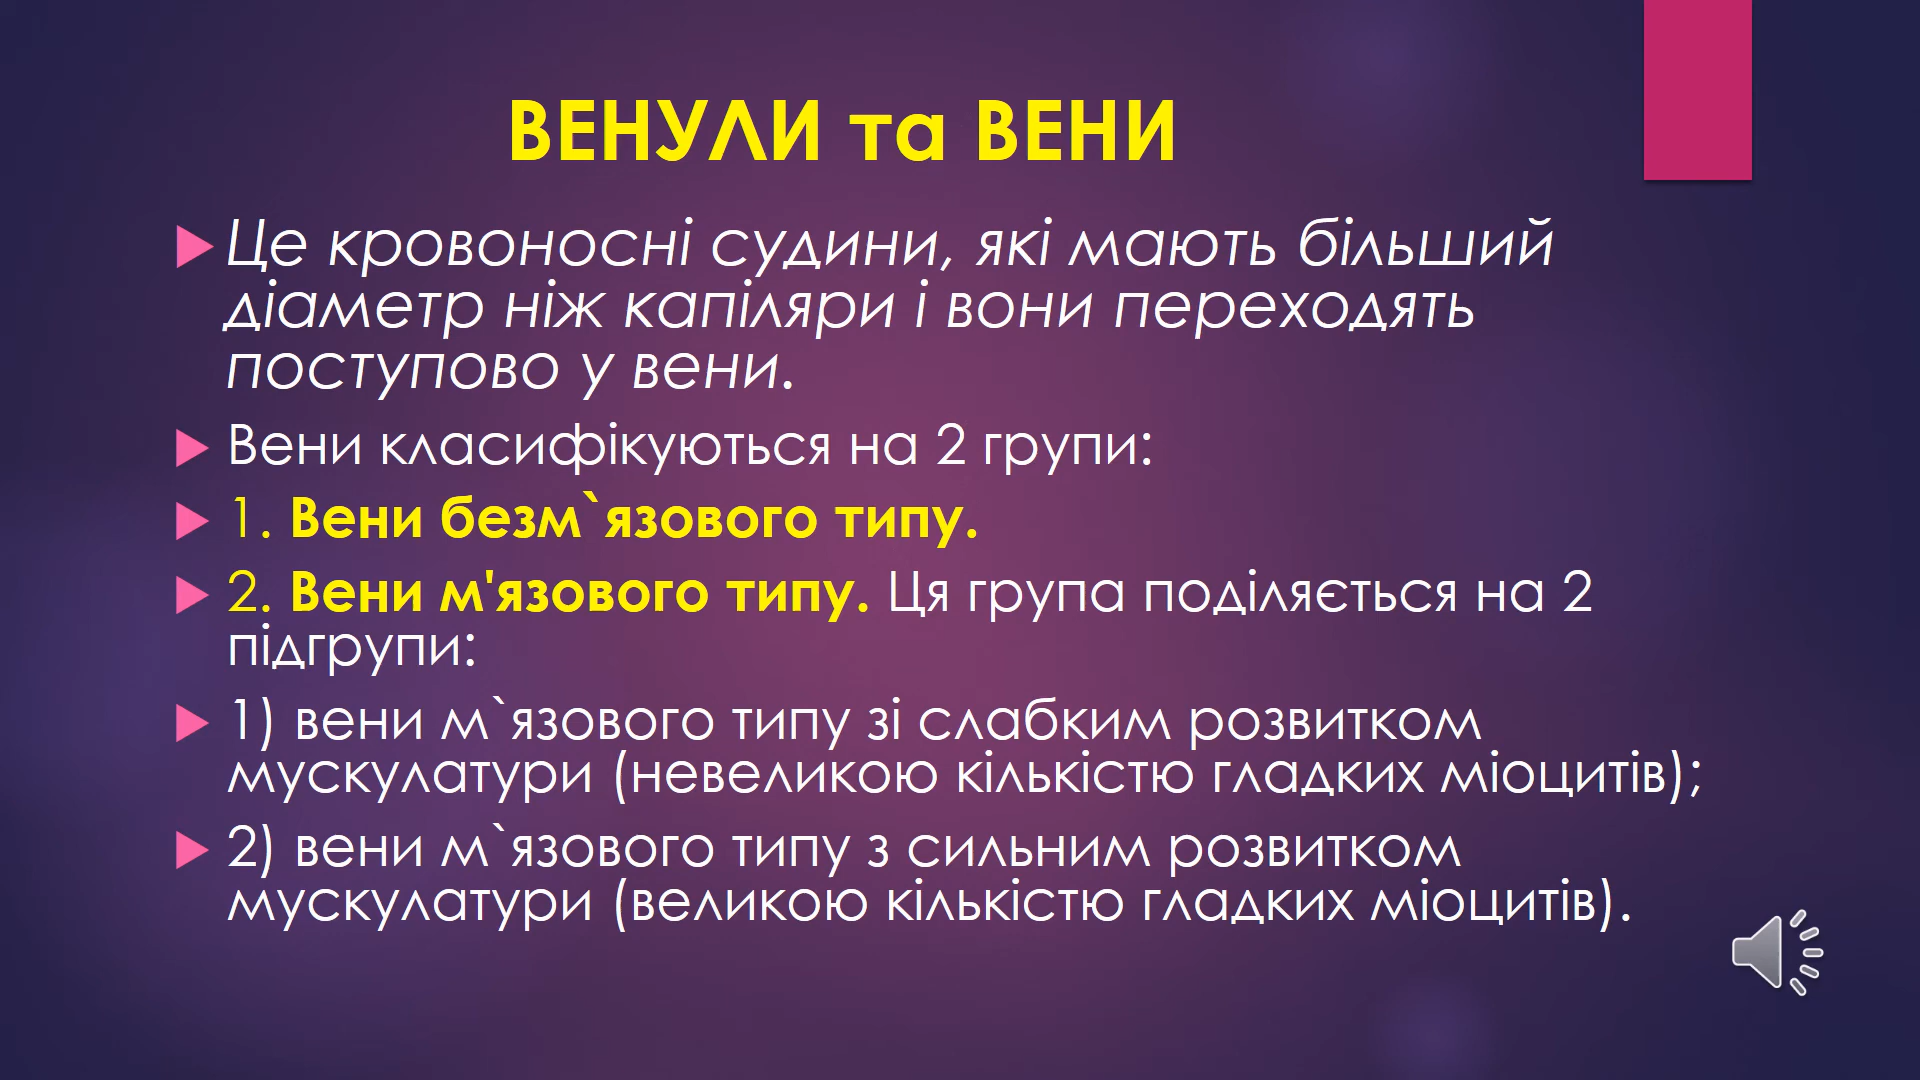 ВЕНУЛИ та ВЕНИ
Це кровоносні судини, які мають більший
діаметр ніж капіляри і вони переходять
поступово у вени.
Вени класифікуються на 2 групи:
1. Вени безм`язового типу.
2. Вени м'язового типу. Ця група поділяється на 2
підгрупи:
1) вени м`язового типу зі слабким розвитком
мускулатури (невеликою кількістю гладких міоцитів);
2) вени м`язового типу з сильним розвитком
мускулатури (великою кількістю гладких міоцитів).